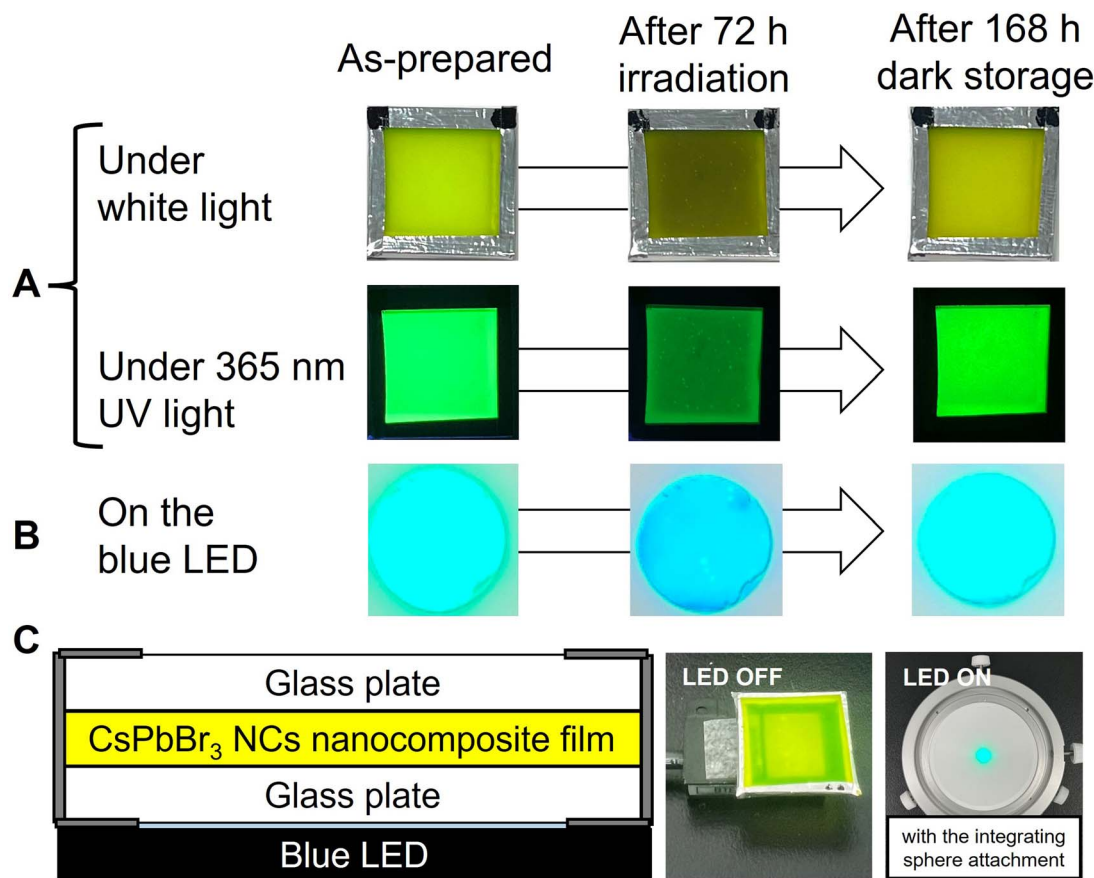 As-prepared
After 72 h
irradiation
After 168 h
dark storage
A
Under
white light
Under 365 nm
UV light
B
On the
blue LED
C
Glass plate
CsPbBr₃ NCs nanocomposite film
Glass plate
Blue LED
LED OFF
LED ON
with the integrating
sphere attachment